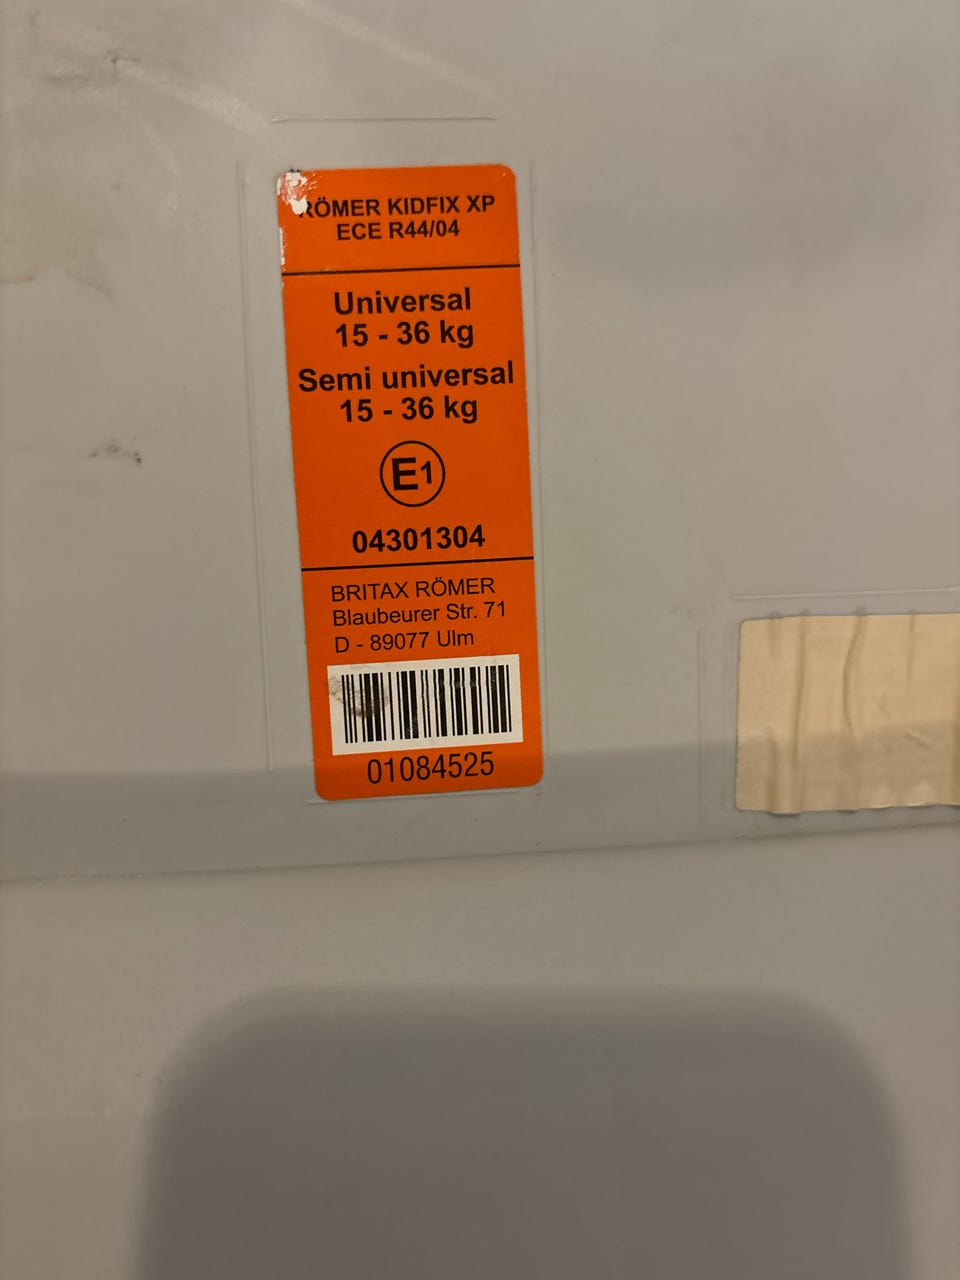 RÖMER KIDFIX XP
ECE R44/04
Universal
15 - 36 kg
Semi universal
15 - 36 kg
E1
04301304
BRITAX RÖMER
Blaubeurer Str. 71
D - 89077 Ulm
01084525